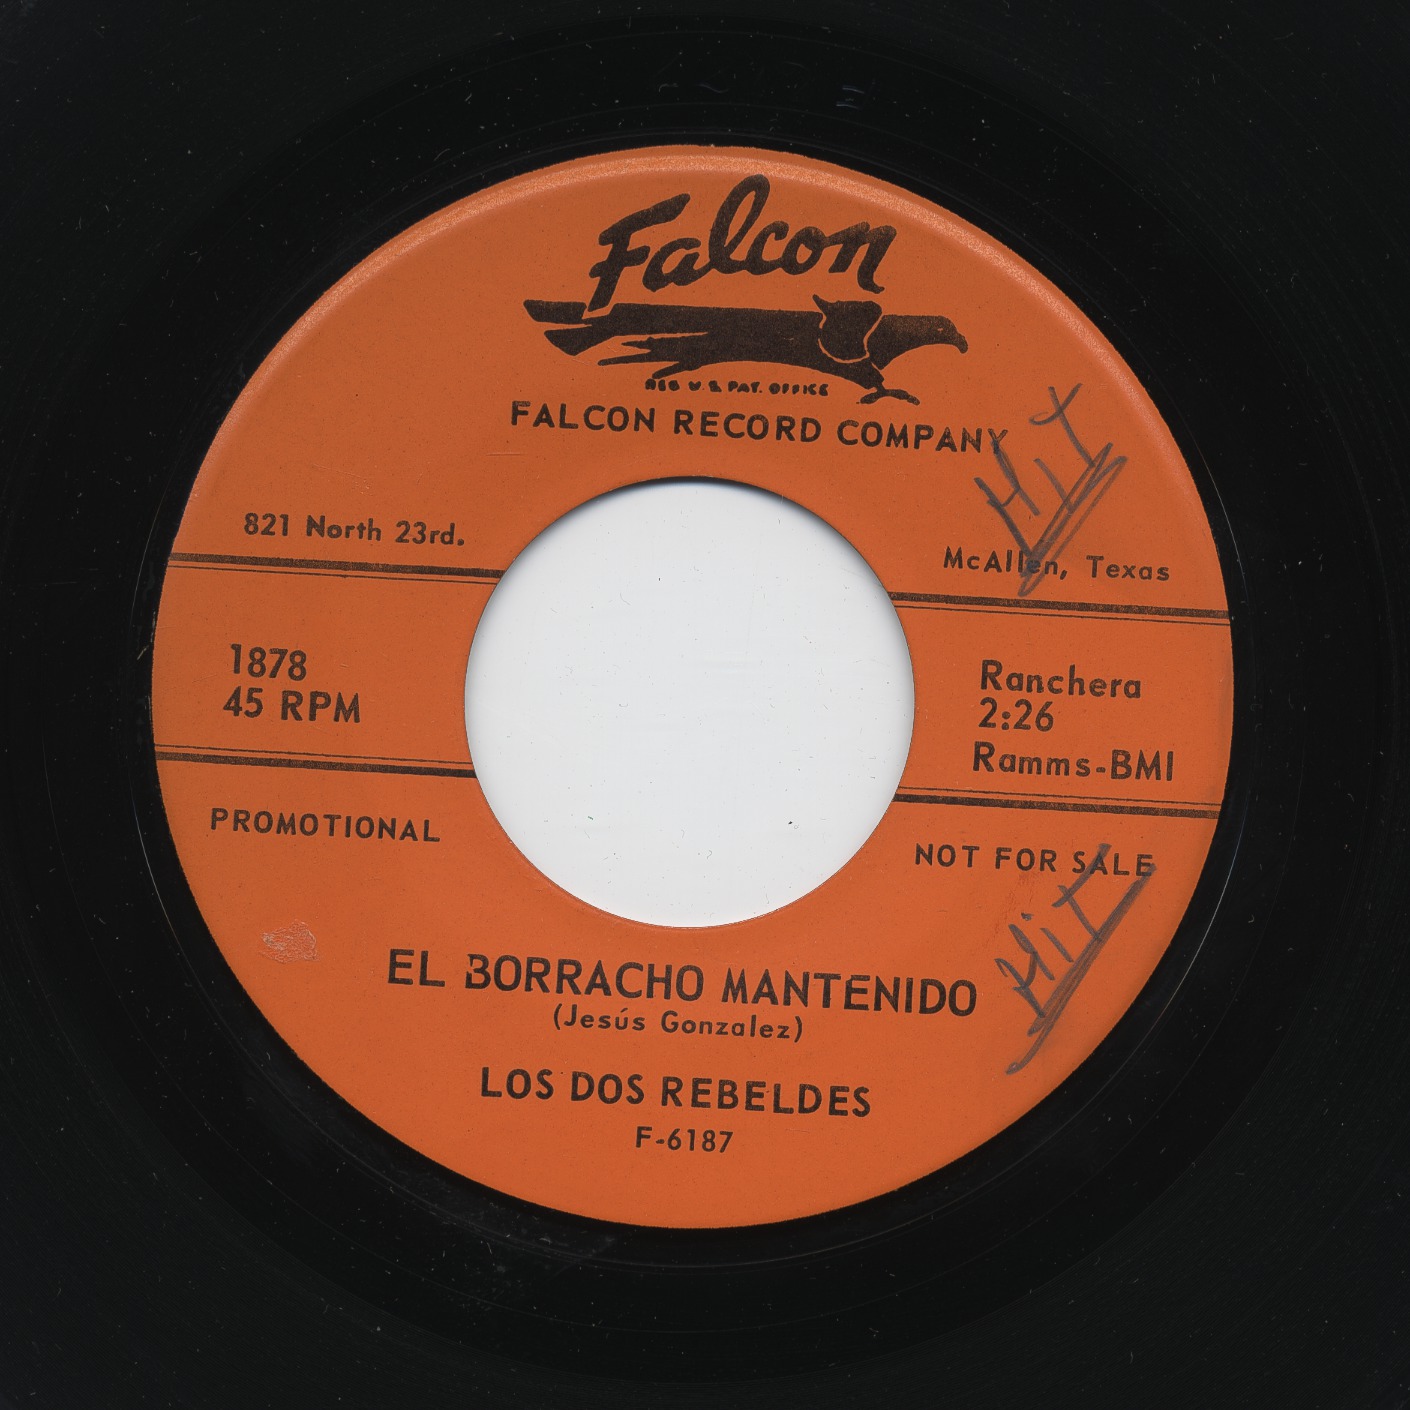 Falcon
REG U.S. PAT. OFFICE
FALCON RECORD COMPANY
HIT
821 North 23rd.
McAllen, Texas
1878
45 RPM
Ranchera
2:26
Ramms-BMI
PROMOTIONAL
NOT FOR SALE
HiT
EL BORRACHO MANTENIDO
(Jesús Gonzalez)
LOS DOS REBELDES
F-6187